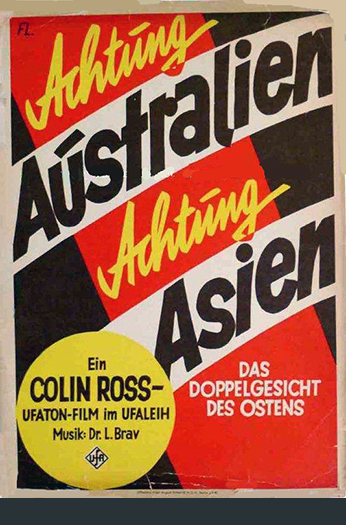 FL.
Achtung
Australien
Achtung
Asien
Ein
COLIN ROSS-
UFATON-FILM im UFALEIH
Musik: Dr. L. Brav
UFA
DAS
DOPPELGESICHT
DES OSTENS